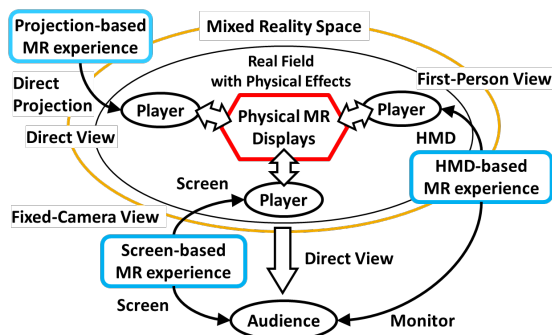 Projection-based
MR experience
Mixed Reality Space
Real Field
with Physical Effects
First-Person View
Direct
Projection
Player
Physical MR
Displays
Player
Direct View
HMD
HMD-based
MR experience
Screen
Player
Fixed-Camera View
Screen-based
MR experience
Direct View
Screen
Audience
Monitor